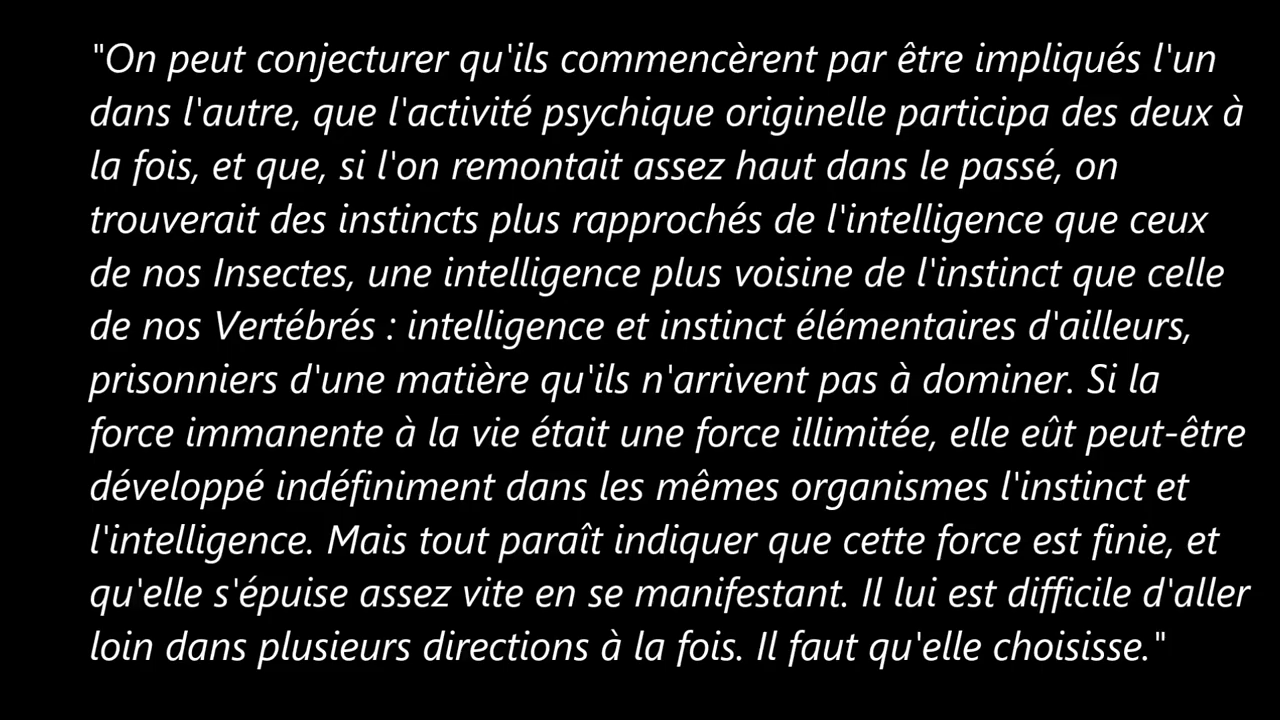 "On peut conjecturer qu'ils commencèrent par être impliqués l'un
dans l'autre, que l'activité psychique originelle participa des deux à
la fois, et que, si l'on remontait assez haut dans le passé, on
trouverait des instincts plus rapprochés de l'intelligence que ceux
de nos Insectes, une intelligence plus voisine de l'instinct que celle
de nos Vertébrés : intelligence et instinct élémentaires d'ailleurs,
prisonniers d'une matière qu'ils n'arrivent pas à dominer. Si la
force immanente à la vie était une force illimitée, elle eût peut-être
développé indéfiniment dans les mêmes organismes l'instinct et
l'intelligence. Mais tout paraît indiquer que cette force est finie, et
qu'elle s'épuise assez vite en se manifestant. Il lui est difficile d'aller
loin dans plusieurs directions à la fois. Il faut qu'elle choisisse."